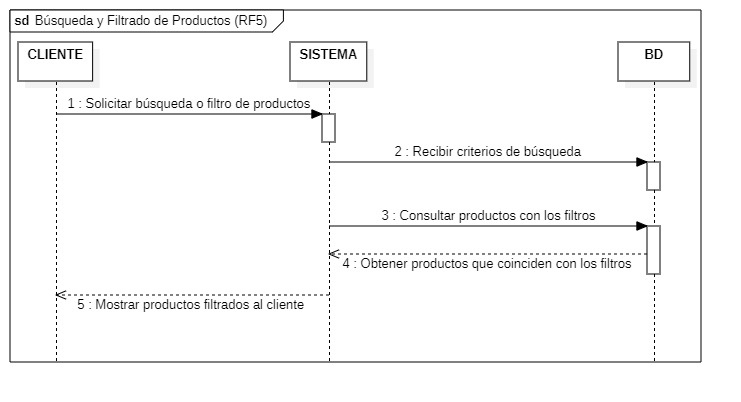 sd Búsqueda y Filtrado de Productos (RF5)
CLIENTE
SISTEMA
BD
1 : Solicitar búsqueda o filtro de productos
2 : Recibir criterios de búsqueda
3 : Consultar productos con los filtros
4 : Obtener productos que coinciden con los filtros
5 : Mostrar productos filtrados al cliente